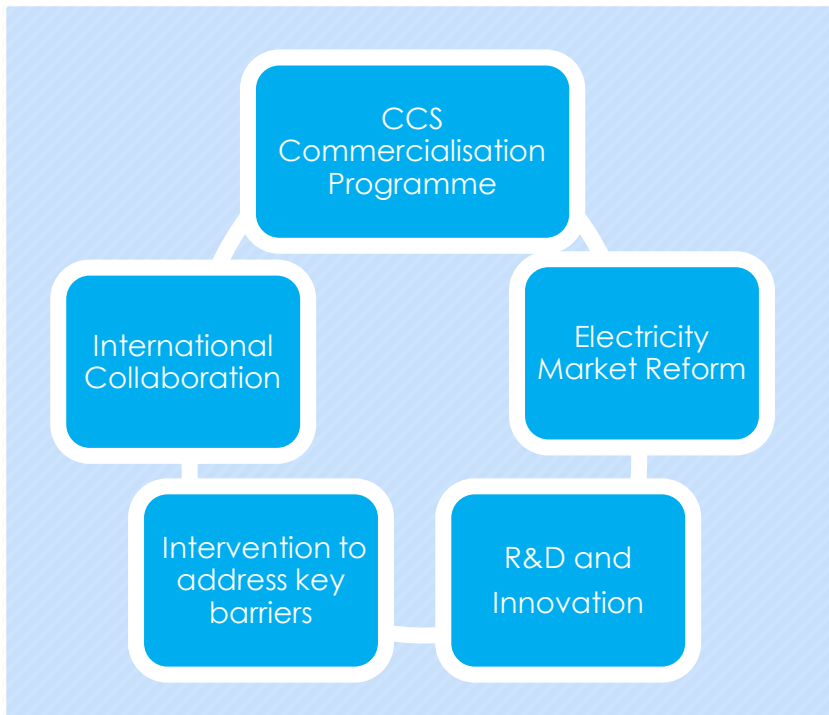 CCS
Commercialisation
Programme
International
Collaboration
Electricity
Market Reform
Intervention to
address key
barriers
R&D and
Innovation